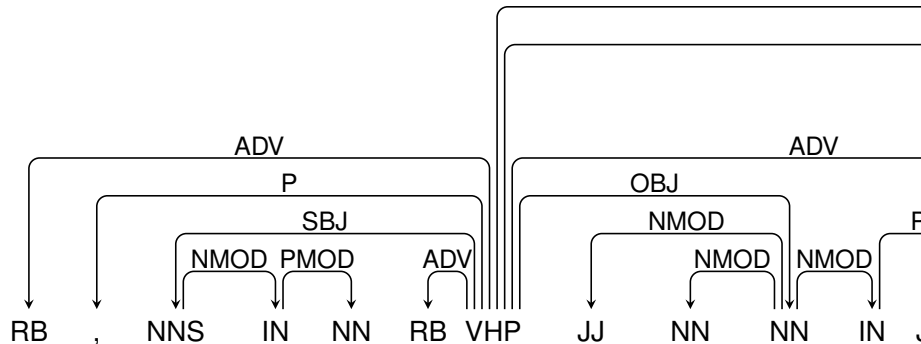 ADV ADV
P OBJ
SBJ NMOD
NMOD PMOD ADV NMOD NMOD
RB , NNS IN NN RB VHP JJ NN NN IN